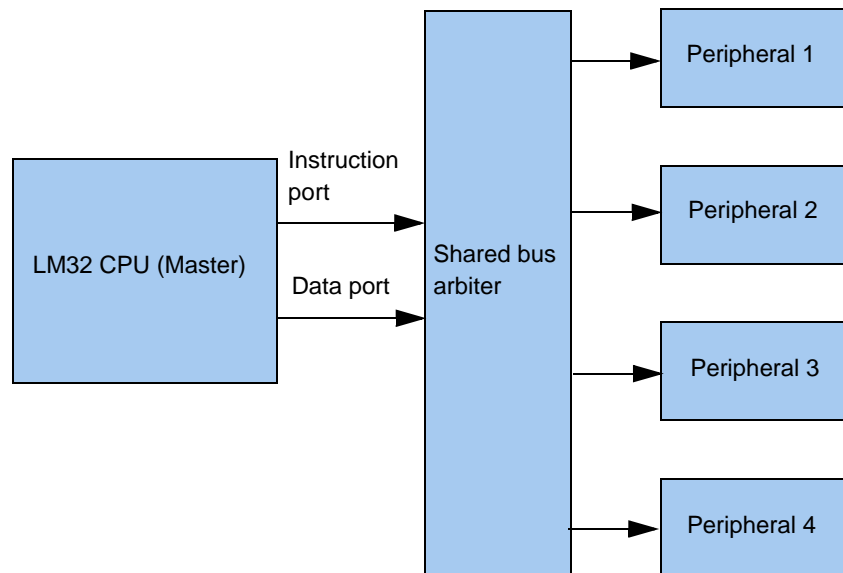 Instruction
port
LM32 CPU (Master)
Data port
Shared bus
arbiter
Peripheral 1
Peripheral 2
Peripheral 3
Peripheral 4